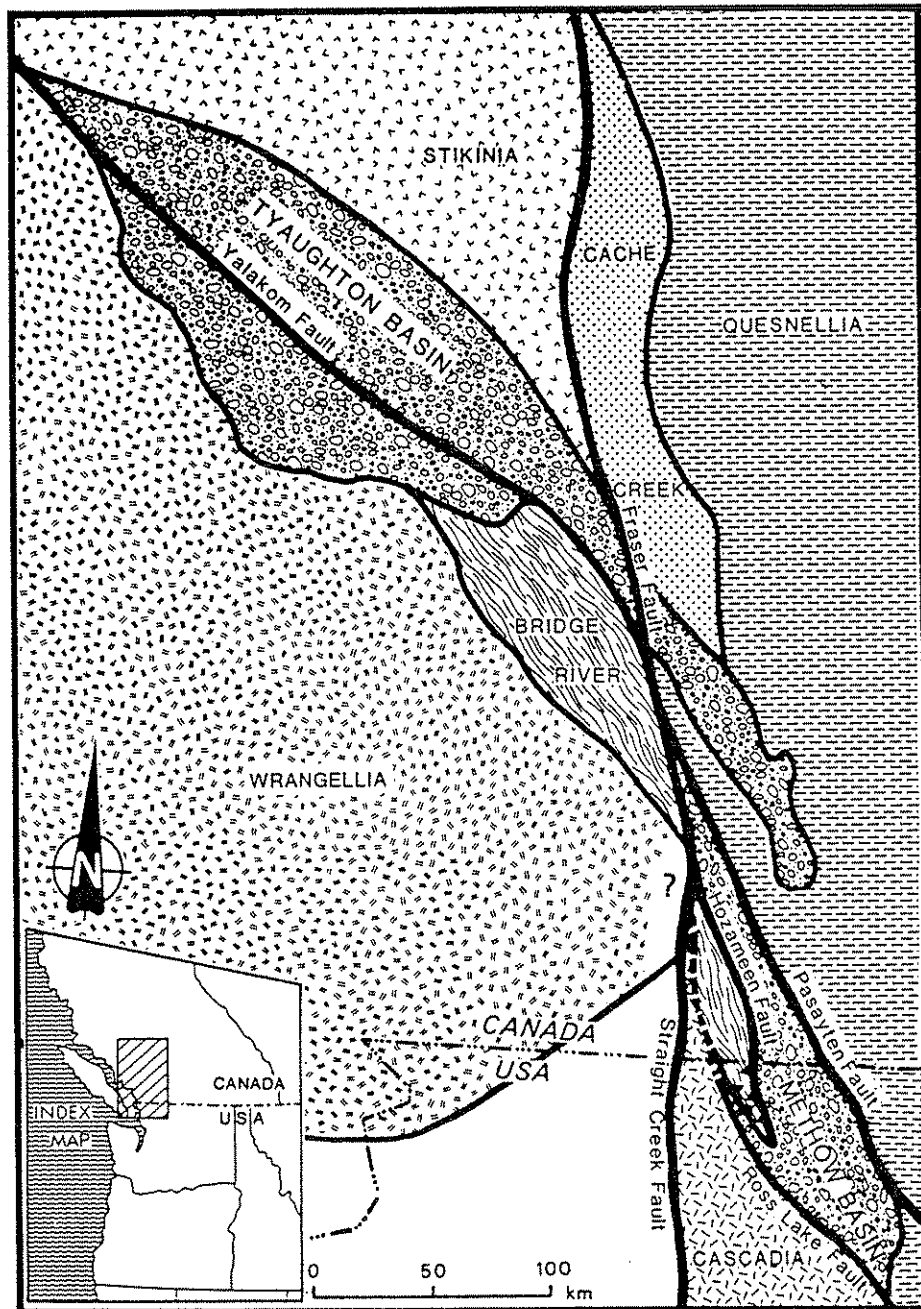 STIKINIA
CACHE
TYAUGHTON BASIN
Yalakom Fault
QUESNELLIA
CREEK
Fraser Fault
BRIDGE
RIVER
WRANGELLIA
N
?
Hozameen Fault
Pasayten Fault
CANADA
USA
Straight Creek Fault
METHOW BASIN
Ross Lake Fault
CASCADIA
CANADA
USA
INDEX
MAP
0 50 100
km